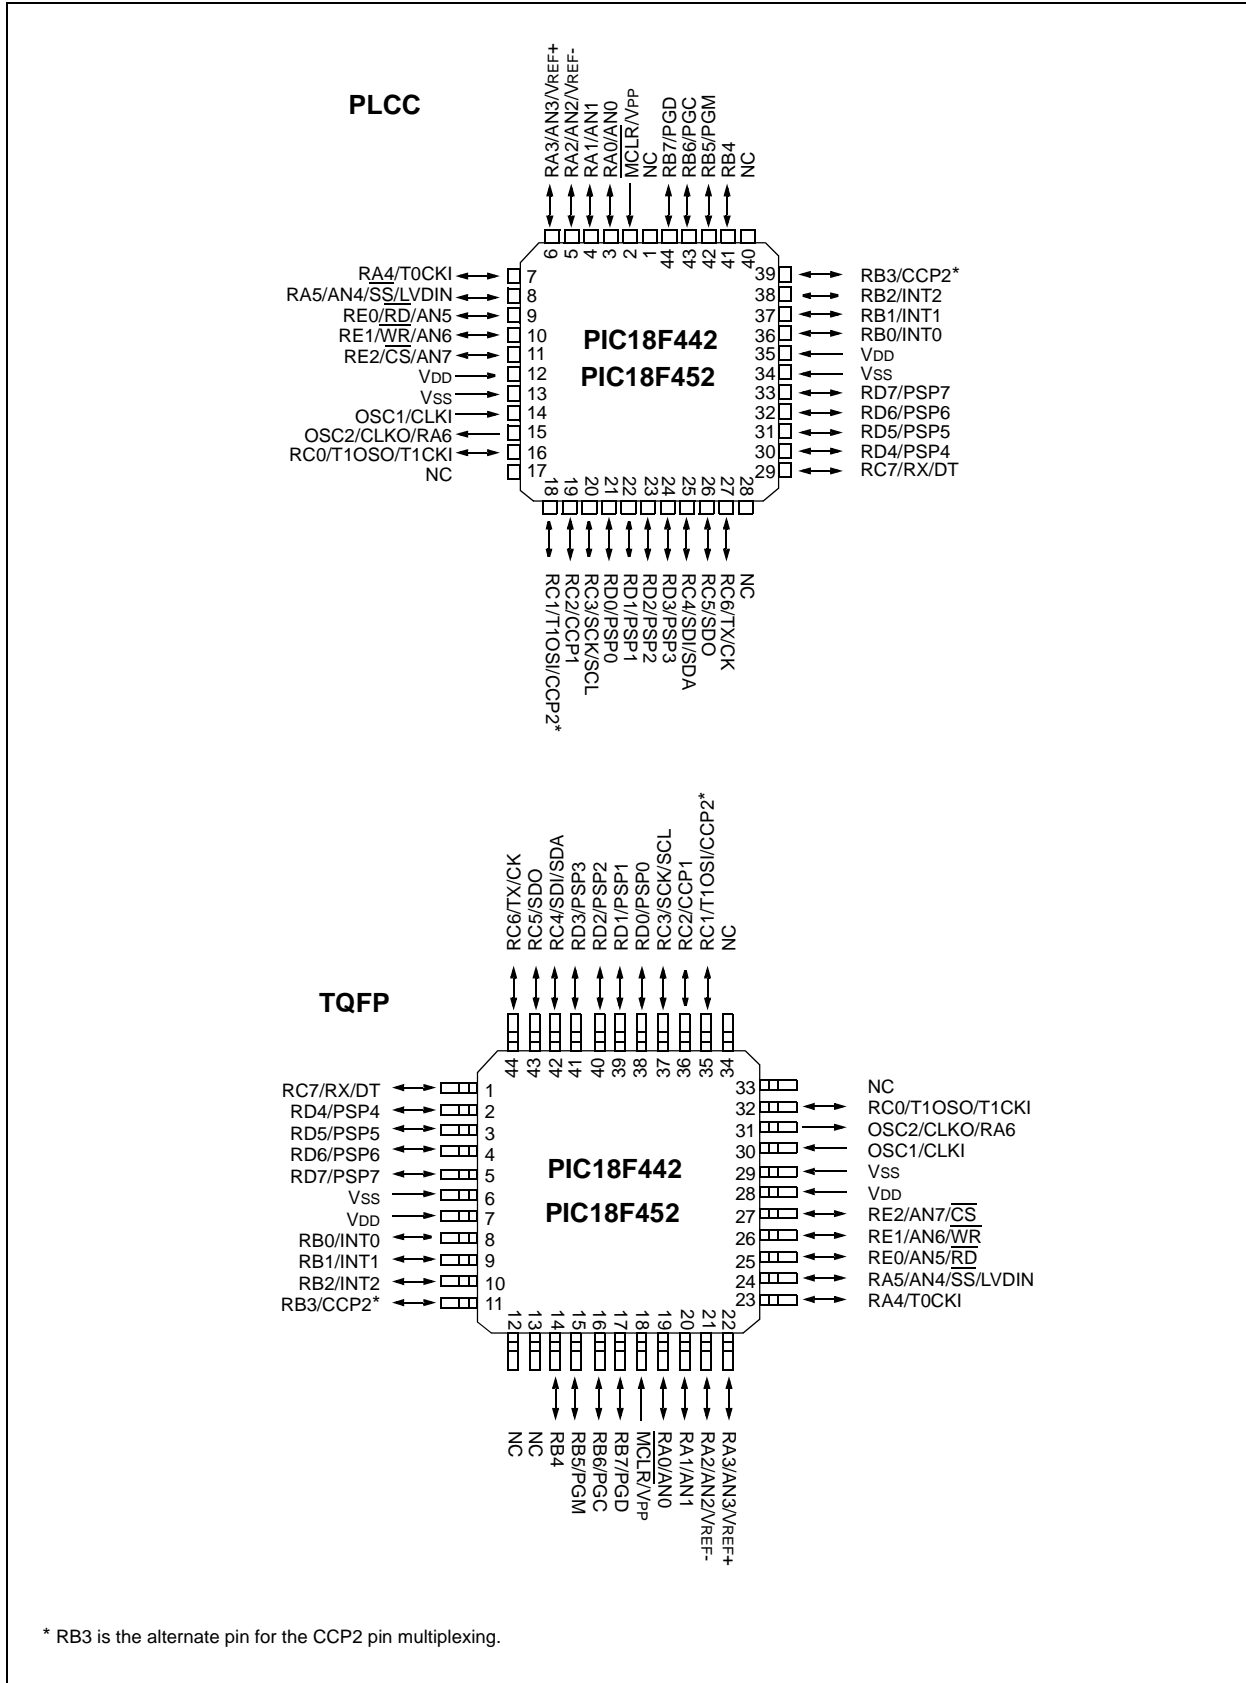 PLCC
RA3/AN3/VREF+
RA2/AN2/VREF-
RA1/AN1
RA0/AN0
MCLR/VPP
NC
RB7/PGD
RB6/PGC
RB5/PGM
RB4
NC
6 5 4 3 2 1 44 43 42 41 40
RA4/T0CKI 7
RA5/AN4/SS/LVDIN 8
RE0/RD/AN5 9
RE1/WR/AN6 10
RE2/CS/AN7 11
VDD 12
VSS 13
OSC1/CLKI 14
OSC2/CLKO/RA6 15
RC0/T1OSO/T1CKI 16
NC 17
PIC18F442
PIC18F452
39 RB3/CCP2*
38 RB2/INT2
37 RB1/INT1
36 RB0/INT0
35 VDD
34 VSS
33 RD7/PSP7
32 RD6/PSP6
31 RD5/PSP5
30 RD4/PSP4
29 RC7/RX/DT
18 19 20 21 22 23 24 25 26 27 28
RC1/T1OSI/CCP2*
RC2/CCP1
RC3/SCK/SCL
RD0/PSP0
RD1/PSP1
RD2/PSP2
RD3/PSP3
RC4/SDI/SDA
RC5/SDO
RC6/TX/CK
NC
TQFP
RC6/TX/CK
RC5/SDO
RC4/SDI/SDA
RD3/PSP3
RD2/PSP2
RD1/PSP1
RD0/PSP0
RC3/SCK/SCL
RC2/CCP1
RC1/T1OSI/CCP2*
NC
44 43 42 41 40 39 38 37 36 35 34
RC7/RX/DT 1
RD4/PSP4 2
RD5/PSP5 3
RD6/PSP6 4
RD7/PSP7 5
VSS 6
VDD 7
RB0/INT0 8
RB1/INT1 9
RB2/INT2 10
RB3/CCP2* 11
PIC18F442
PIC18F452
33 NC
32 RC0/T1OSO/T1CKI
31 OSC2/CLKO/RA6
30 OSC1/CLKI
29 VSS
28 VDD
27 RE2/AN7/CS
26 RE1/AN6/WR
25 RE0/AN5/RD
24 RA5/AN4/SS/LVDIN
23 RA4/T0CKI
12 13 14 15 16 17 18 19 20 21 22
NC
NC
RB4
RB5/PGM
RB6/PGC
RB7/PGD
MCLR/VPP
RA0/AN0
RA1/AN1
RA2/AN2/VREF-
RA3/AN3/VREF+
* RB3 is the alternate pin for the CCP2 pin multiplexing.